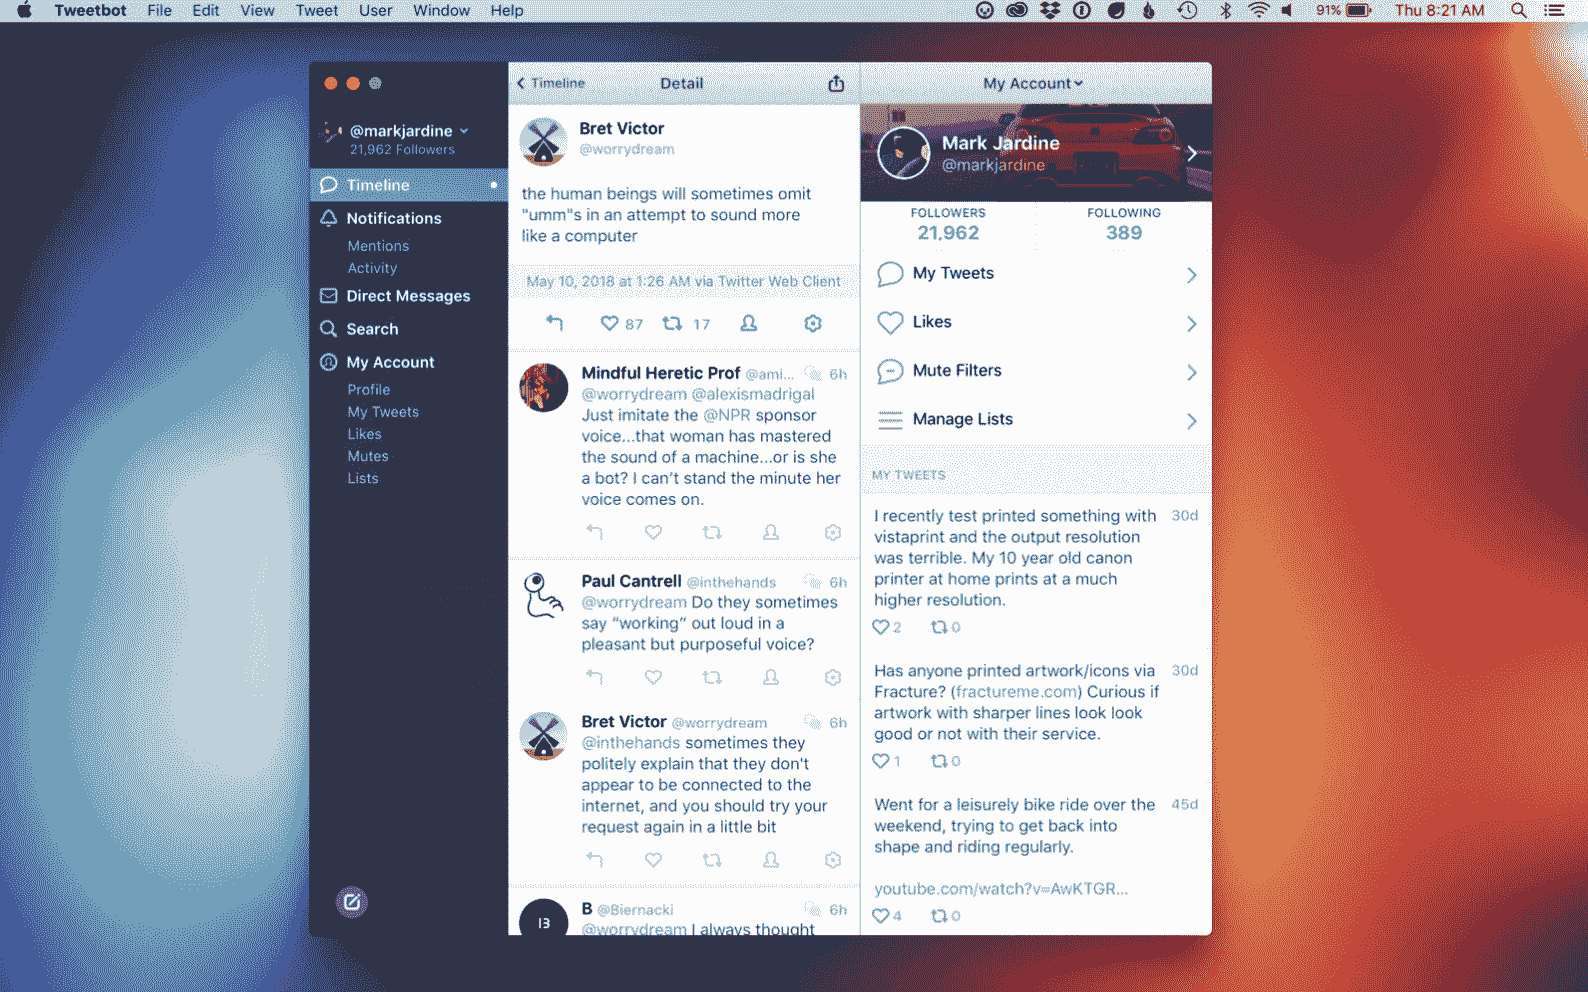 Tweetbot File Edit View Tweet User Window Help
91% Thu 8:21 AM
@markjardine
21,962 Followers
Timeline
Notifications
Mentions
Activity
Direct Messages
Search
My Account
Profile
My Tweets
Likes
Mutes
Lists
Timeline Detail
Bret Victor
@worrydream
the human beings will sometimes omit
"umm"s in an attempt to sound more
like a computer
May 10, 2018 at 1:26 AM via Twitter Web Client
87 17
Mindful Heretic Prof @ami... 6h
@worrydream @alexismadrigal
Just imitate the @NPR sponsor
voice...that woman has mastered
the sound of a machine...or is she
a bot? I can't stand the minute her
voice comes on.
Paul Cantrell @inthehands 6h
@worrydream Do they sometimes
say “working” out loud in a
pleasant but purposeful voice?
Bret Victor @worrydream 6h
@inthehands sometimes they
politely explain that they don't
appear to be connected to the
internet, and you should try your
request again in a little bit
B @Biernacki 6h
@worrydream I always thought
My Account
Mark Jardine
@markjardine
FOLLOWERS FOLLOWING
21,962 389
My Tweets
Likes
Mute Filters
Manage Lists
MY TWEETS
I recently test printed something with 30d
vistaprint and the output resolution
was terrible. My 10 year old canon
printer at home prints at a much
higher resolution.
2 0
Has anyone printed artwork/icons via 30d
Fracture? (fractureme.com) Curious if
artwork with sharper lines look look
good or not with their service.
1 0
Went for a leisurely bike ride over the 45d
weekend, trying to get back into
shape and riding regularly.
youtube.com/watch?v=AwKTGR...
4 0